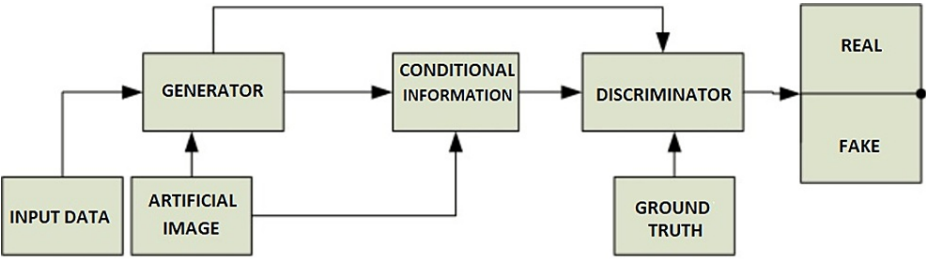 GENERATOR
CONDITIONAL
INFORMATION
DISCRIMINATOR
REAL
FAKE
INPUT DATA
ARTIFICIAL
IMAGE
GROUND
TRUTH